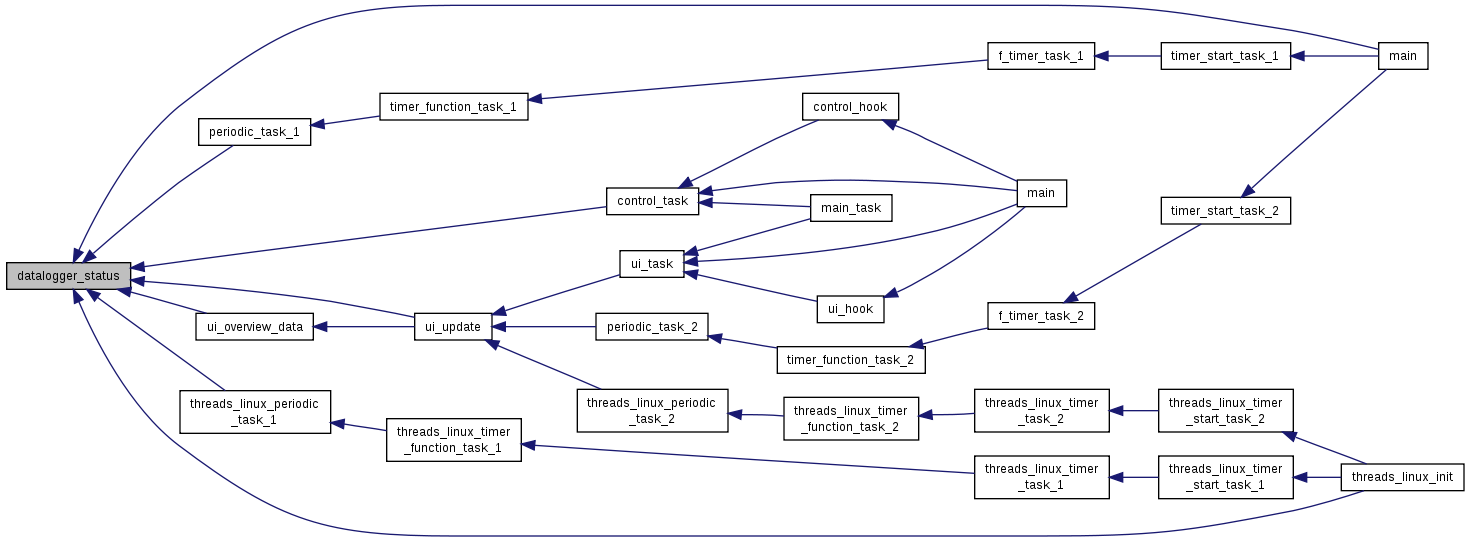 datalogger_status
main
f_timer_task_1
timer_start_task_1
timer_function_task_1
periodic_task_1
control_hook
control_task
main
main_task
timer_start_task_2
ui_task
ui_hook
f_timer_task_2
ui_overview_data
ui_update
periodic_task_2
timer_function_task_2
threads_linux_periodic
_task_1
threads_linux_timer
_function_task_1
threads_linux_periodic
_task_2
threads_linux_timer
_function_task_2
threads_linux_timer
_task_2
threads_linux_timer
_start_task_2
threads_linux_timer
_task_1
threads_linux_timer
_start_task_1
threads_linux_init